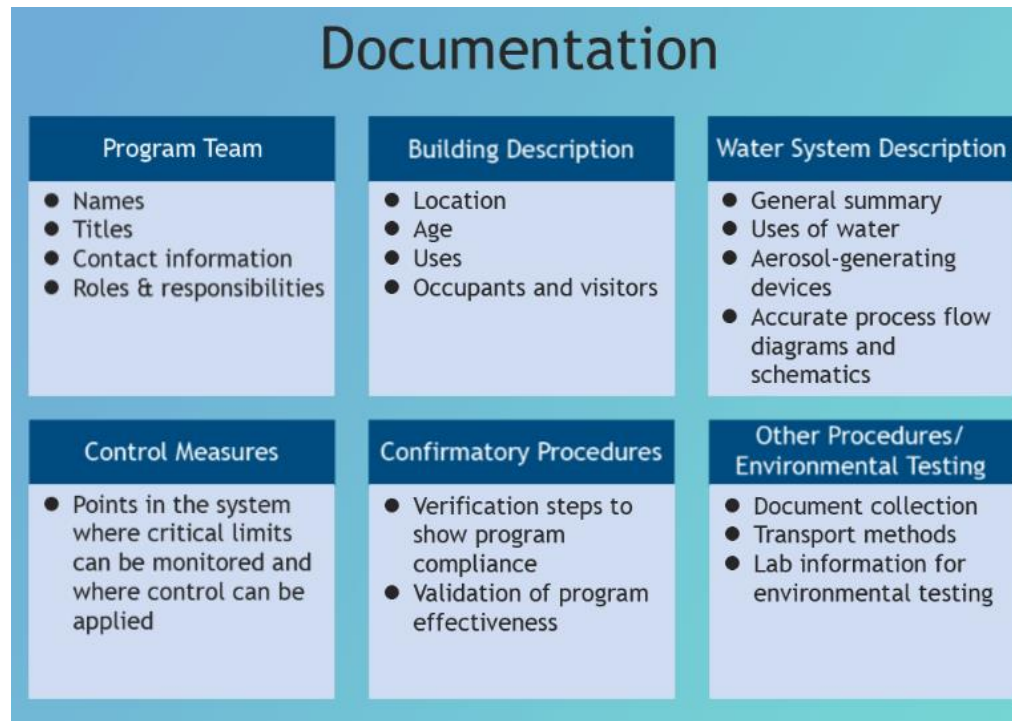 Documentation
Program Team
● Names
● Titles
● Contact information
● Roles & responsibilities
Building Description
● Location
● Age
● Uses
● Occupants and visitors
Water System Description
● General summary
● Uses of water
● Aerosol-generating
devices
● Accurate process flow
diagrams and
schematics
Control Measures
● Points in the system
where critical limits
can be monitored and
where control can be
applied
Confirmatory Procedures
● Verification steps to
show program
compliance
● Validation of program
effectiveness
Other Procedures/
Environmental Testing
● Document collection
● Transport methods
● Lab information for
environmental testing